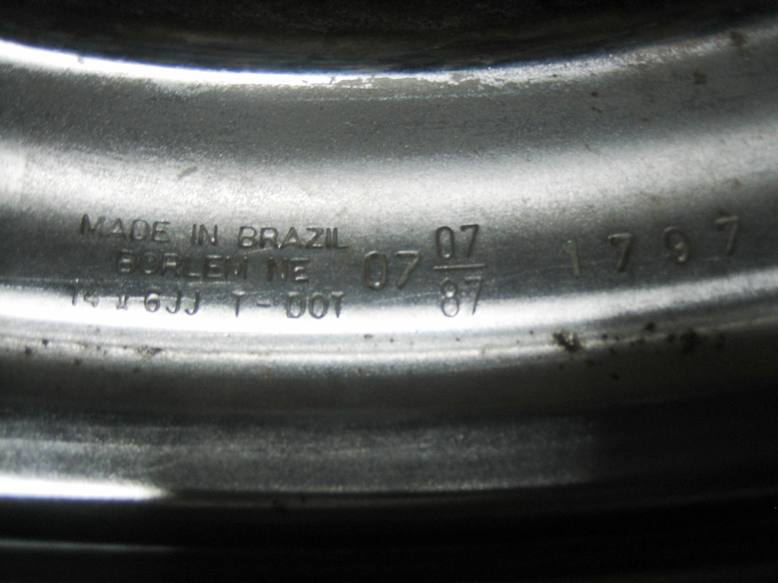 MADE IN BRAZIL
BORLEM NE
14 x 6JJ T-DOT
07 07/87
1797